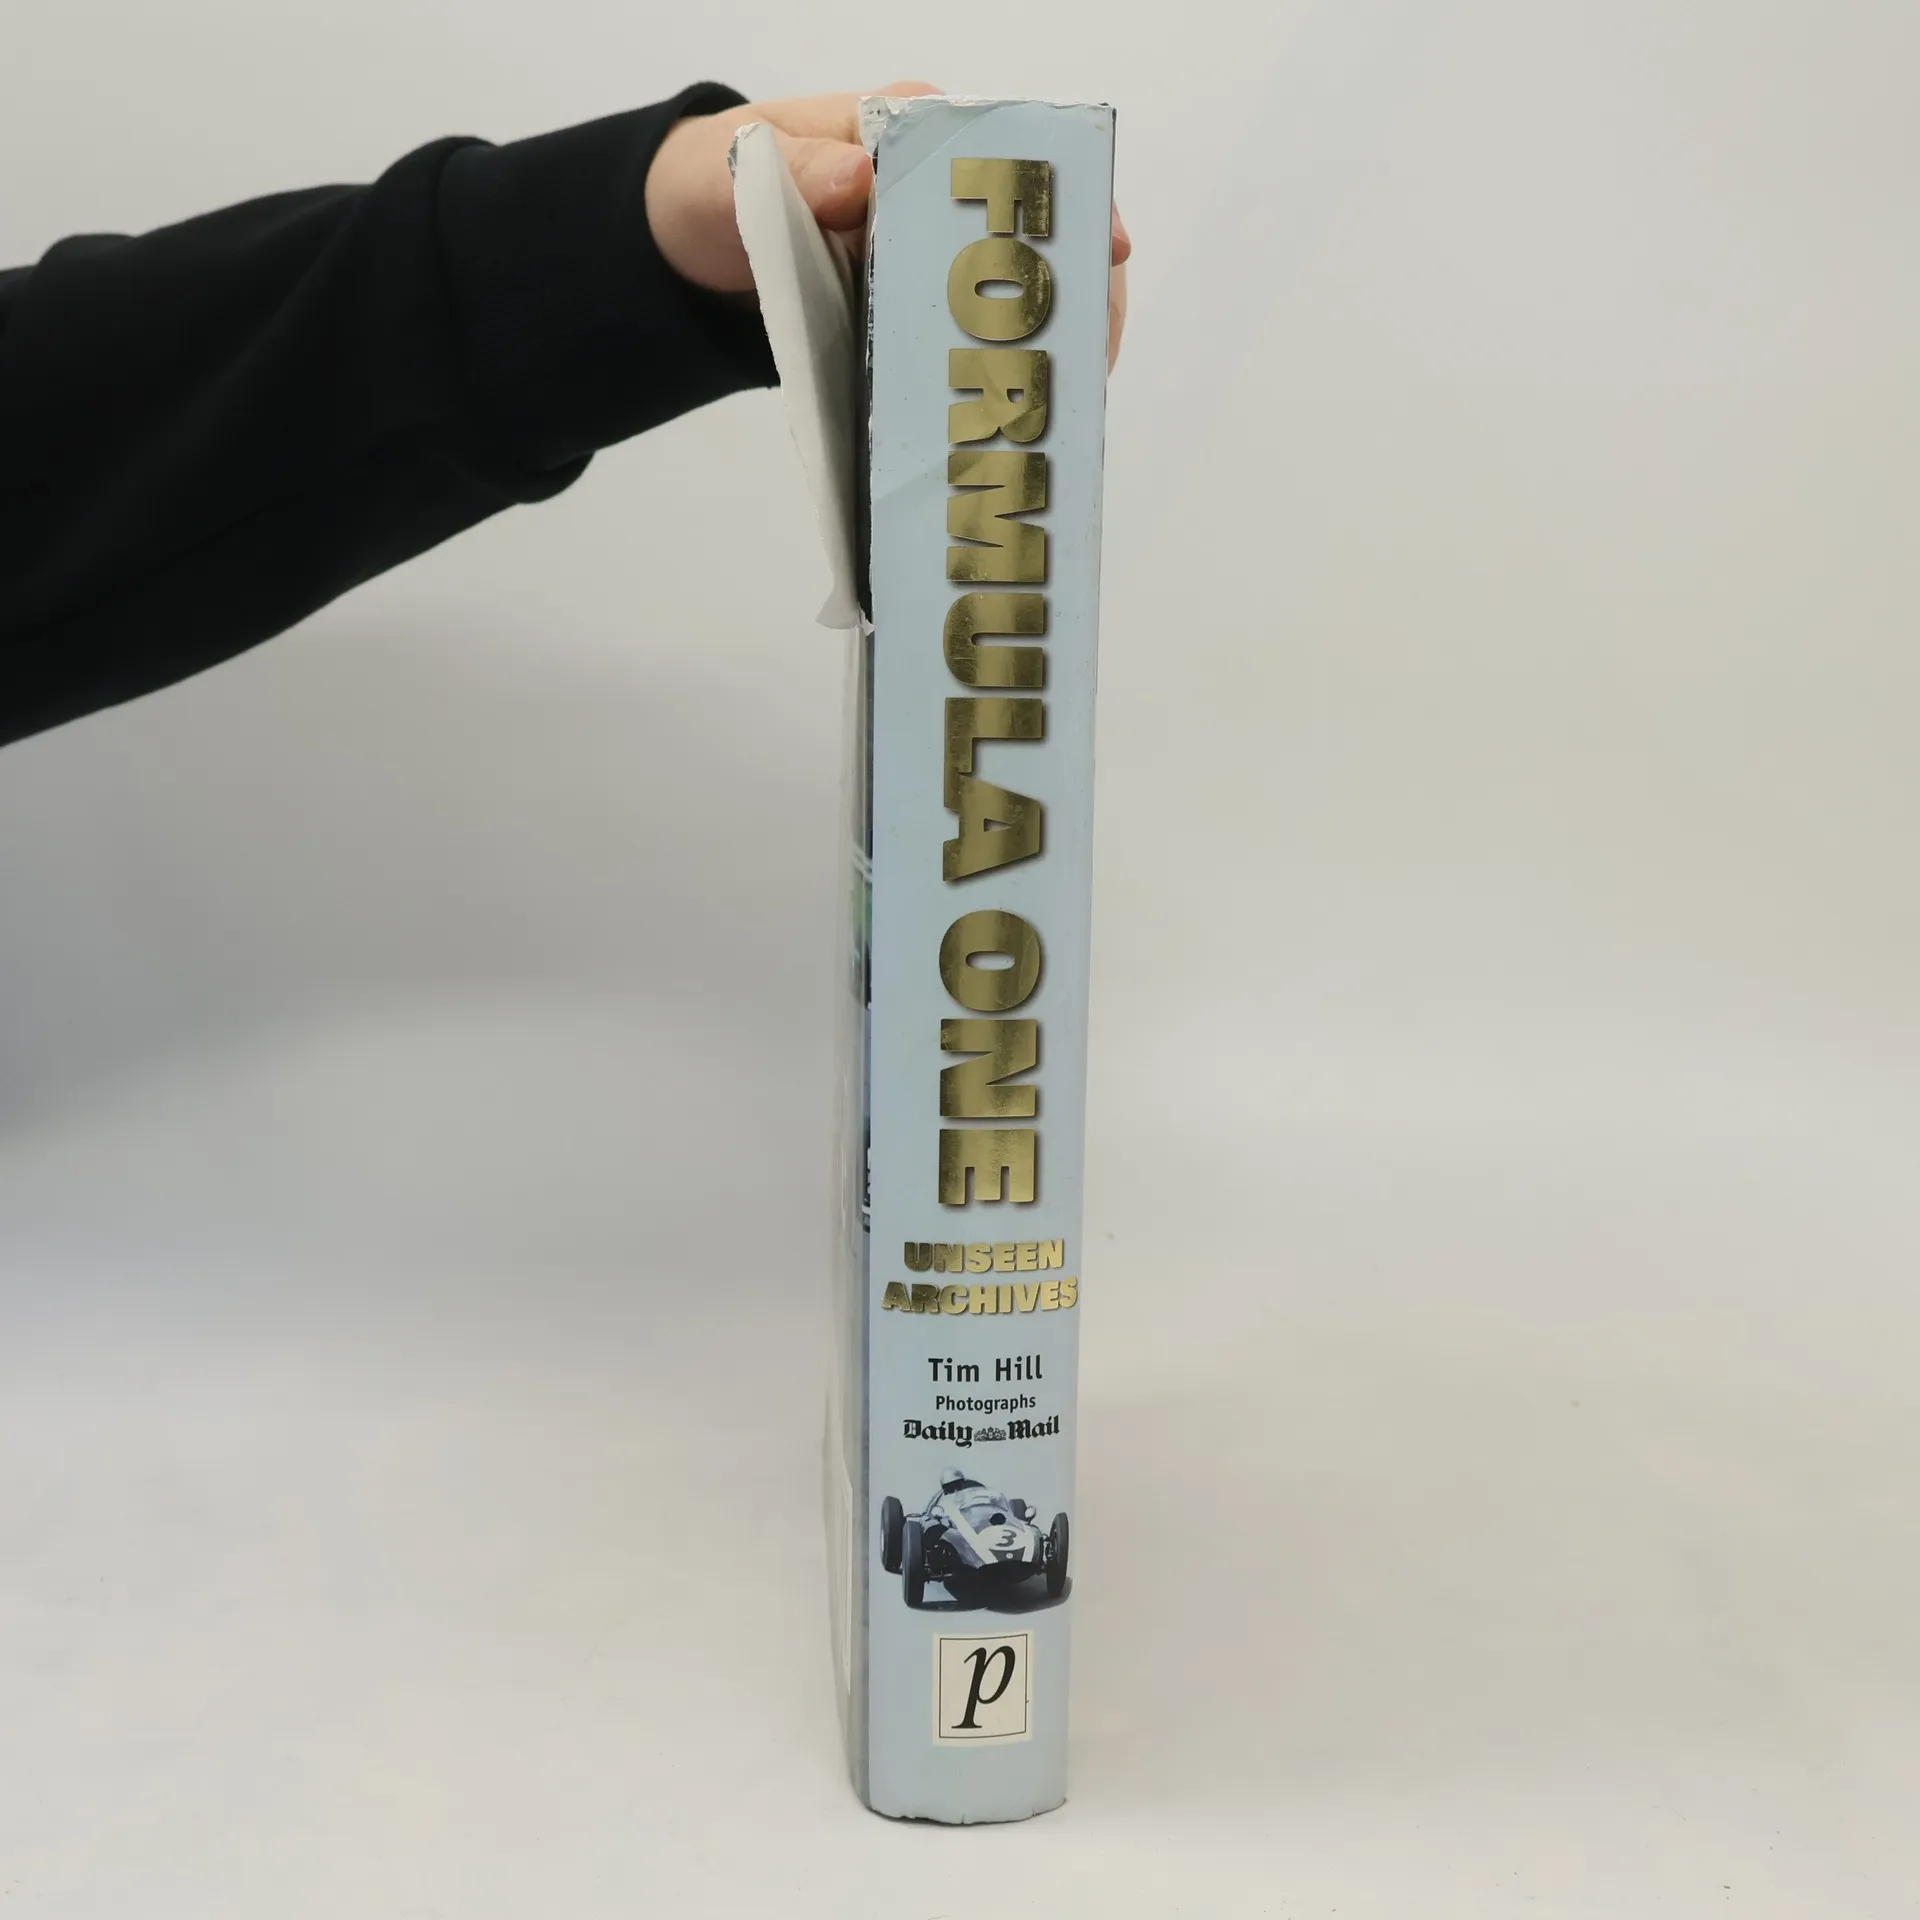 FORMULA ONE
UNSEEN
ARCHIVES
Tim Hill
Photographs
Daily Mail
3
p